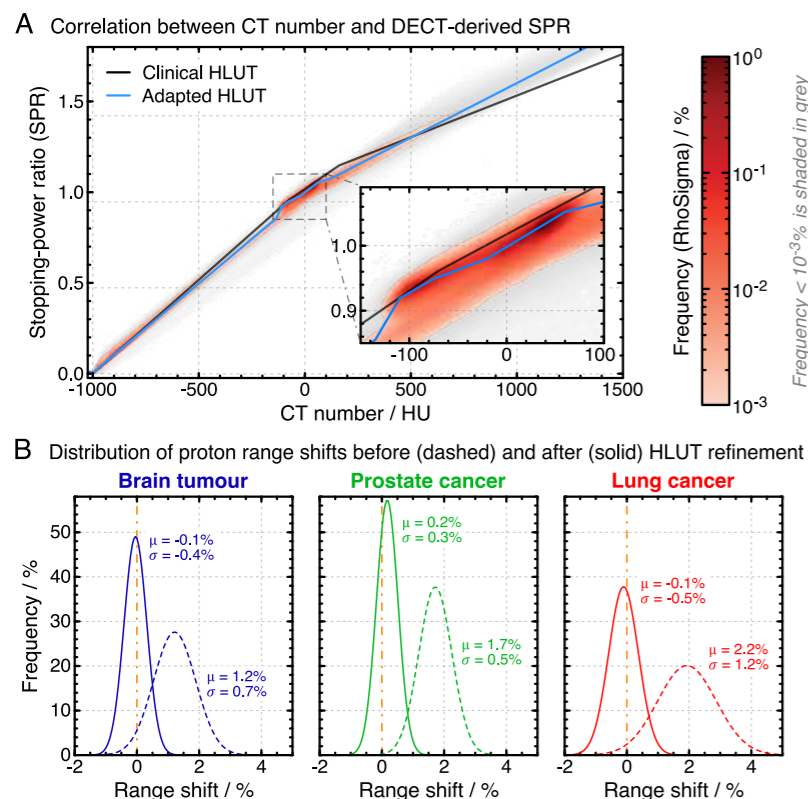 A Correlation between CT number and DECT-derived SPR
Clinical HLUT
Adapted HLUT
Stopping-power ratio (SPR)
1.5
1.0
0.5
0.0
-1000 -500 0 500 1000 1500
CT number / HU
1.0
0.9
-100 0 100
Frequency (RhoSigma) / %
10⁰
10⁻¹
10⁻²
10⁻³
Frequency < 10⁻³% is shaded in grey
B Distribution of proton range shifts before (dashed) and after (solid) HLUT refinement
Brain tumour
Prostate cancer
Lung cancer
Frequency / %
50
40
30
20
10
0
μ = -0.1%
σ = -0.4%
μ = 1.2%
σ = 0.7%
-2 0 2 4
Range shift / %
μ = 0.2%
σ = 0.3%
μ = 1.7%
σ = 0.5%
-2 0 2 4
Range shift / %
μ = -0.1%
σ = -0.5%
μ = 2.2%
σ = 1.2%
-2 0 2 4
Range shift / %